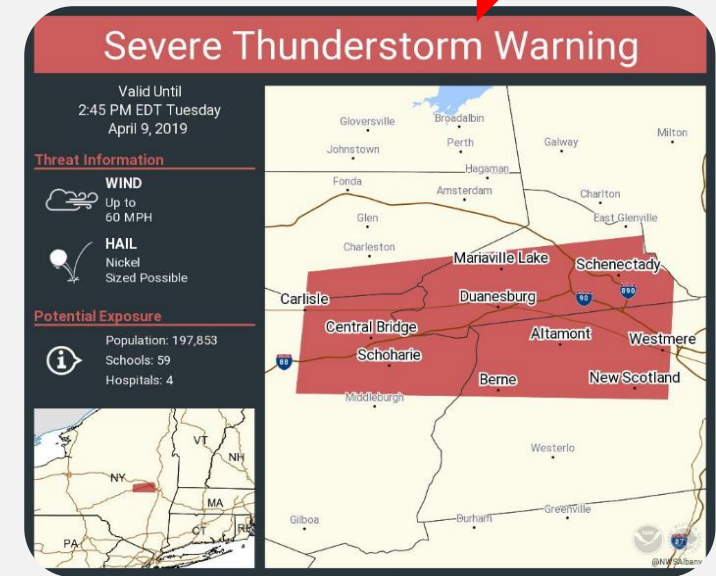 Severe Thunderstorm Warning
Valid Until
2:45 PM EDT Tuesday
April 9, 2019
Threat Information
WIND
Up to
60 MPH
HAIL
Nickel
Sized Possible
Potential Exposure
Population: 197,853
Schools: 59
Hospitals: 4
VT
NH
NY
MA
CT
PA
Gloversville
Broadalbin
Johnstown
Perth
Galway
Milton
Hagaman
Fonda
Amsterdam
Charlton
Glen
East Glenville
Charleston
Mariaville Lake
Schenectady
Carlisle
Duanesburg
90
890
Central Bridge
Altamont
Westmere
Schoharie
88
Berne
New Scotland
Middleburgh
Westerlo
Gilboa
Durham
Greenville
87
@NWSAlbany